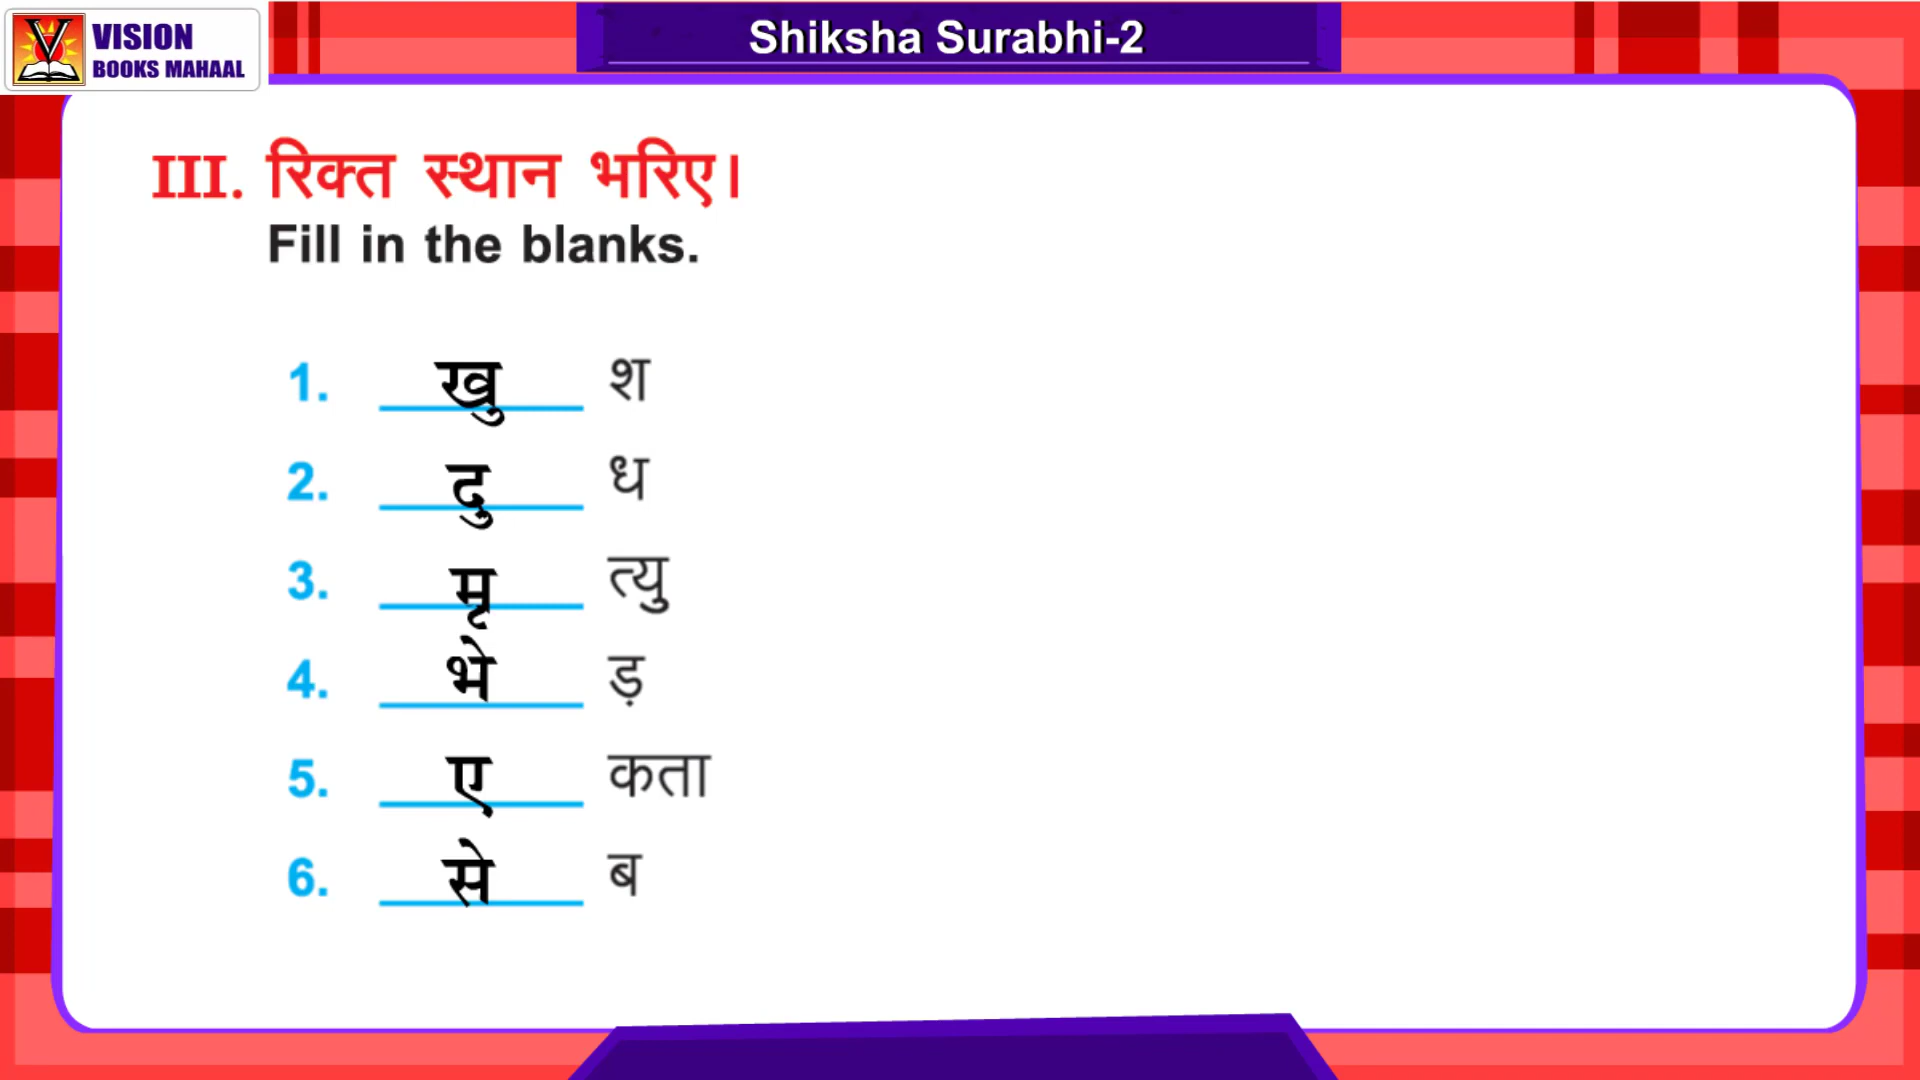 VISION
BOOKS MAHAAL
Shiksha Surabhi-2
III. रिक्त स्थान भरिए।
Fill in the blanks.
1. खु श
2. दु ध
3. मृ त्यु
4. भे ड़
5. ए कता
6. से ब